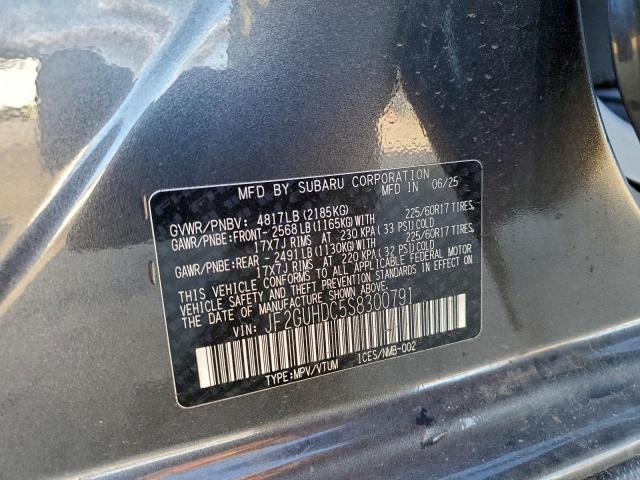 MFD BY SUBARU CORPORATION
MFD. IN 06/25
GVWR/PNBV: 4817LB (2185KG)
GAWR/PNBE:FRONT- 2568LB (1165KG) WITH 225/60R17 TIRES,
17X7J RIMS AT 230 KPA (33 PSI) COLD
GAWR/PNBE:REAR - 2491LB (1130KG) WITH 225/60R17 TIRES,
17X7J RIMS AT 220 KPA (32 PSI) COLD
THIS VEHICLE CONFORMS TO ALL APPLICABLE FEDERAL MOTOR
VEHICLE SAFETY AND THEFT PREVENTION STANDARDS IN EFFECT ON
THE DATE OF MANUFACTURE SHOWN ABOVE.
VIN: JF2GUHDC5S8300791
TYPE:MPV/VTUM ICES/NMB-002